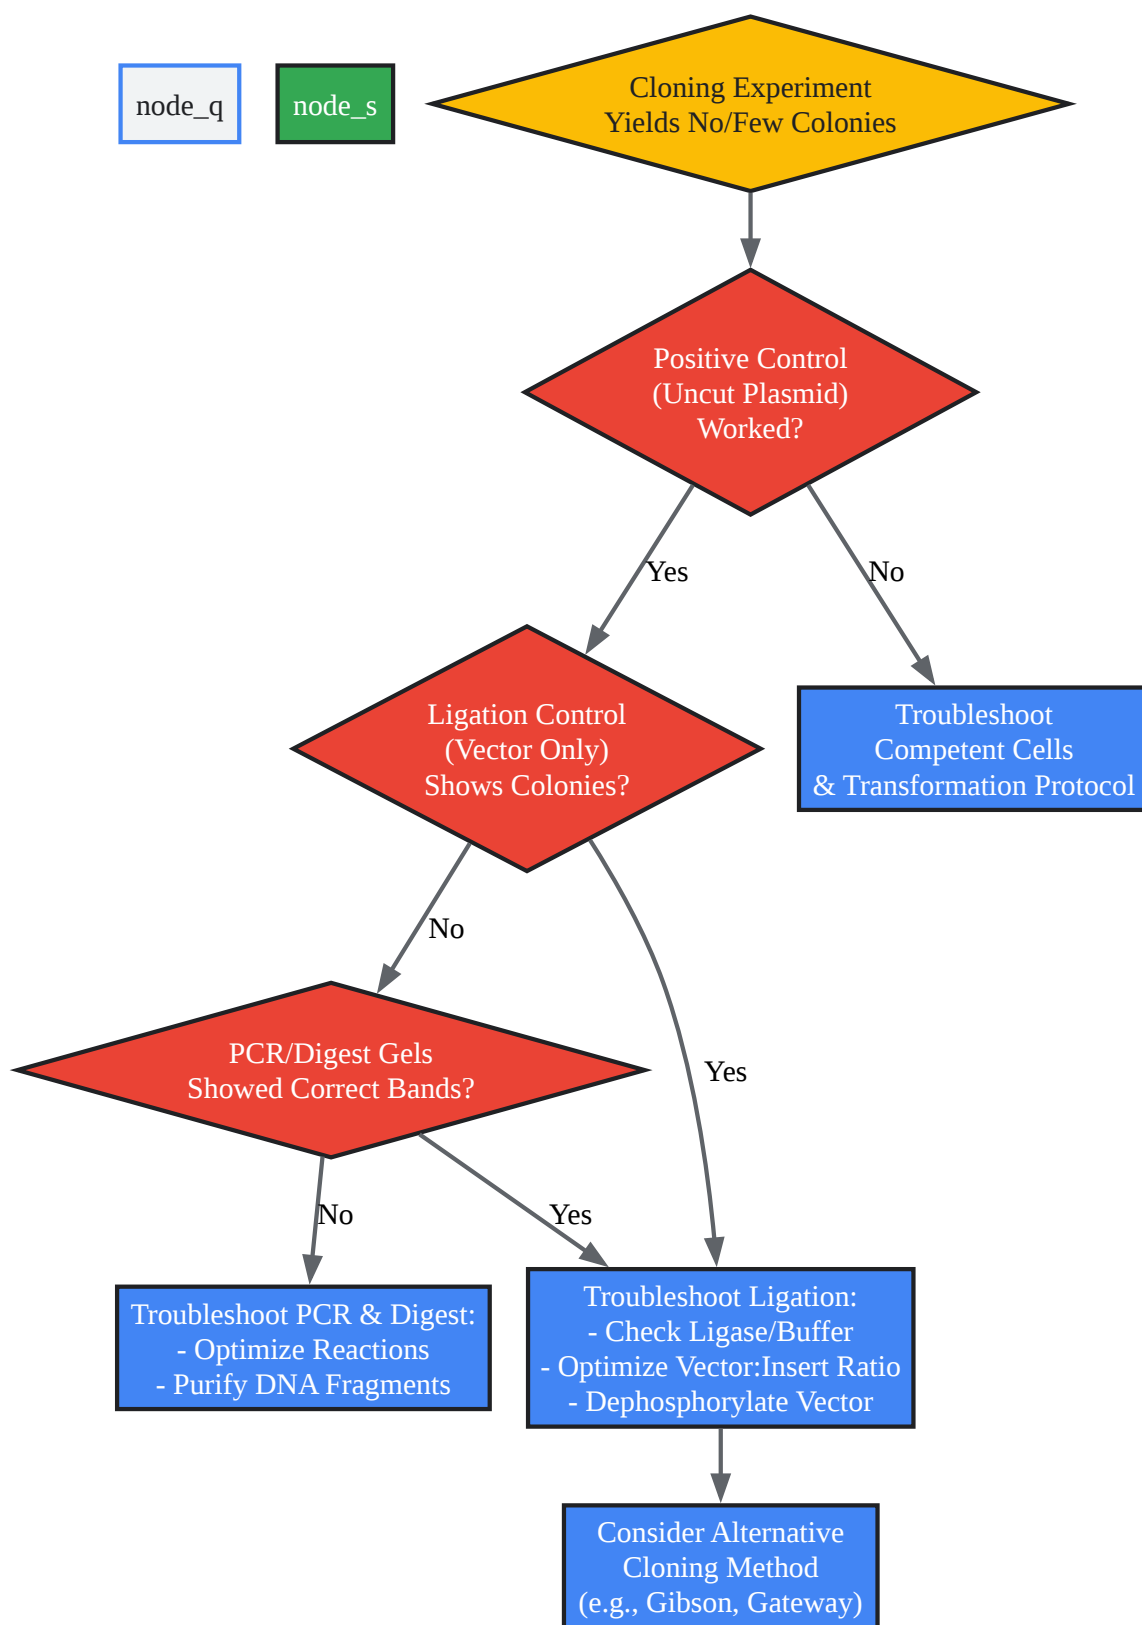 node_q
node_s
Cloning Experiment
Yields No/Few Colonies
Positive Control
(Uncut Plasmid)
Worked?
Yes
No
Ligation Control
(Vector Only)
Shows Colonies?
Troubleshoot
Competent Cells
& Transformation Protocol
No
Yes
PCR/Digest Gels
Showed Correct Bands?
No
Yes
Troubleshoot PCR & Digest:
- Optimize Reactions
- Purify DNA Fragments
Troubleshoot Ligation:
- Check Ligase/Buffer
- Optimize Vector:Insert Ratio
- Dephosphorylate Vector
Consider Alternative
Cloning Method
(e.g., Gibson, Gateway)